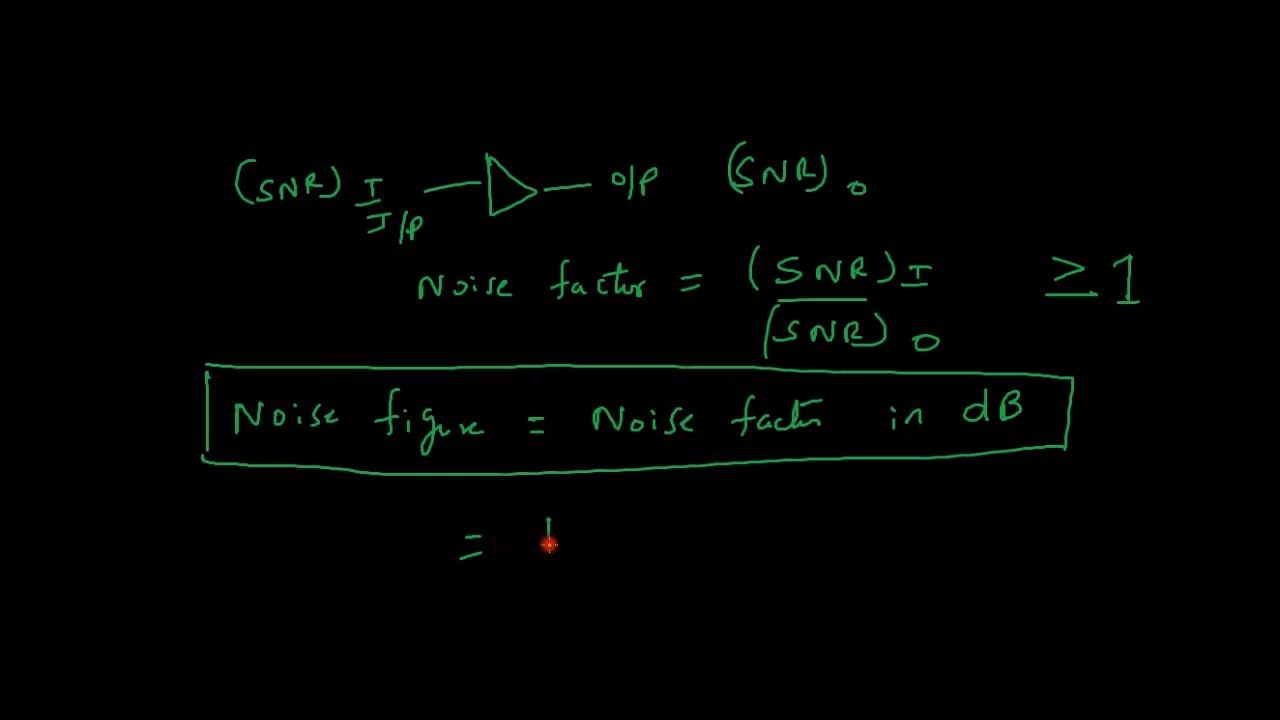 (SNR) I O/P (SNR) O
I/P
Noise factor = (SNR) I ≥ 1
(SNR) O
Noise figure = Noise factor in dB
=